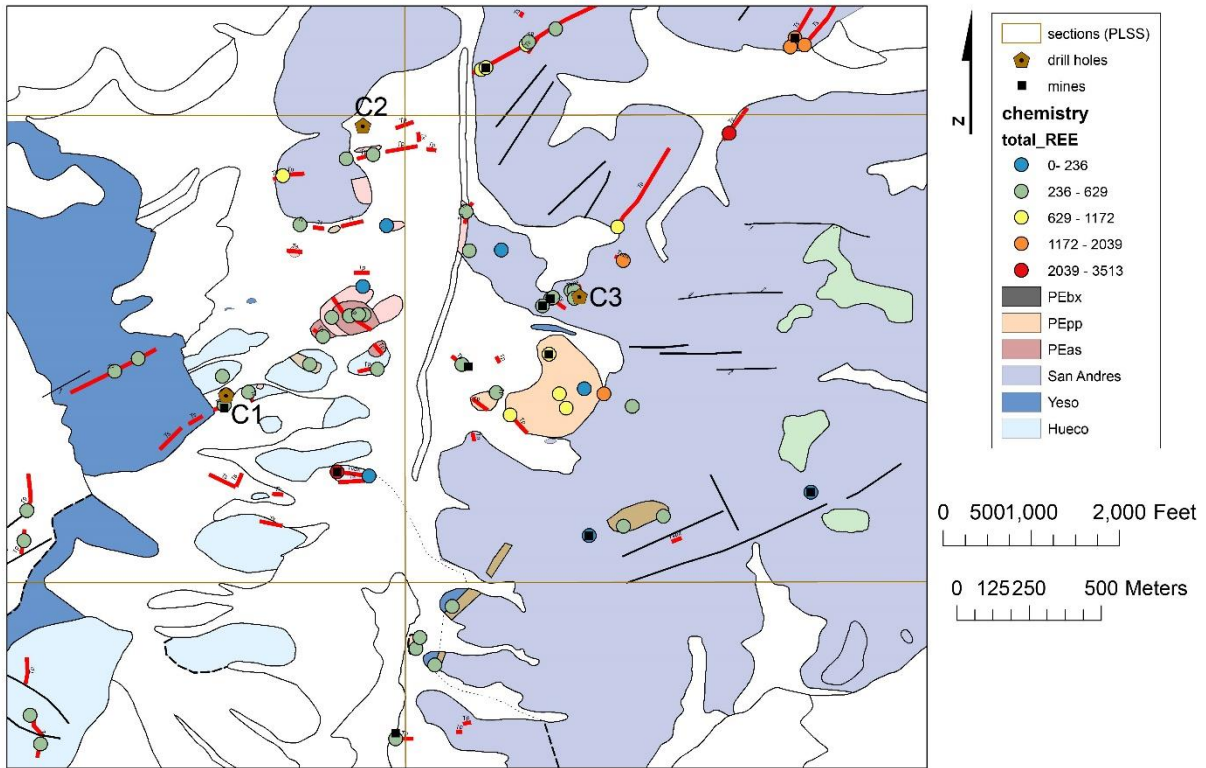 C2
C3
C1
N
sections (PLSS)
drill holes
mines
chemistry
total_REE
0- 236
236 - 629
629 - 1172
1172 - 2039
2039 - 3513
PEbx
PEpp
PEas
San Andres
Yeso
Hueco
0 5001,000 2,000 Feet
0 125250 500 Meters